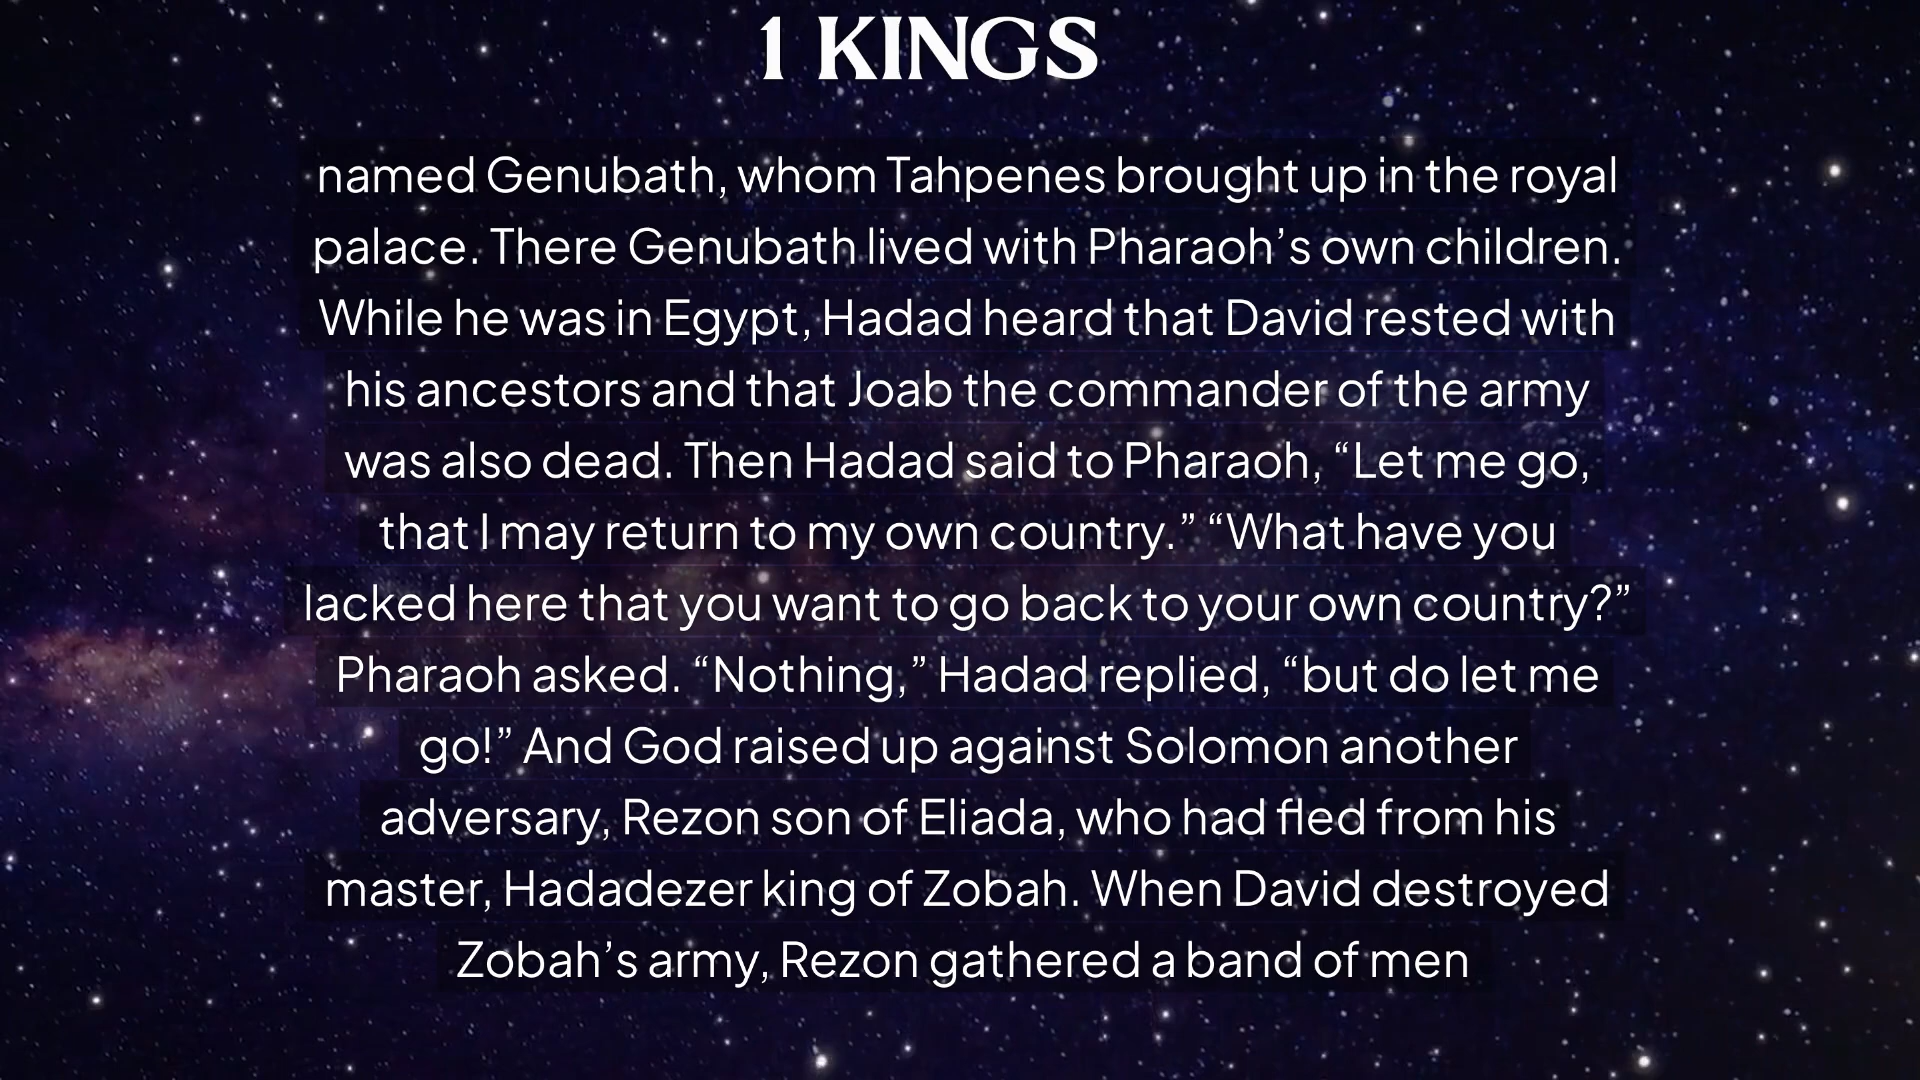 1 KINGS
named Genubath, whom Tahpenes brought up in the royal
palace. There Genubath lived with Pharaoh’s own children.
While he was in Egypt, Hadad heard that David rested with
his ancestors and that Joab the commander of the army
was also dead. Then Hadad said to Pharaoh, “Let me go,
that I may return to my own country.” “What have you
lacked here that you want to go back to your own country?”
Pharaoh asked. “Nothing,” Hadad replied, “but do let me
go!” And God raised up against Solomon another
adversary, Rezon son of Eliada, who had fled from his
master, Hadadezer king of Zobah. When David destroyed
Zobah’s army, Rezon gathered a band of men